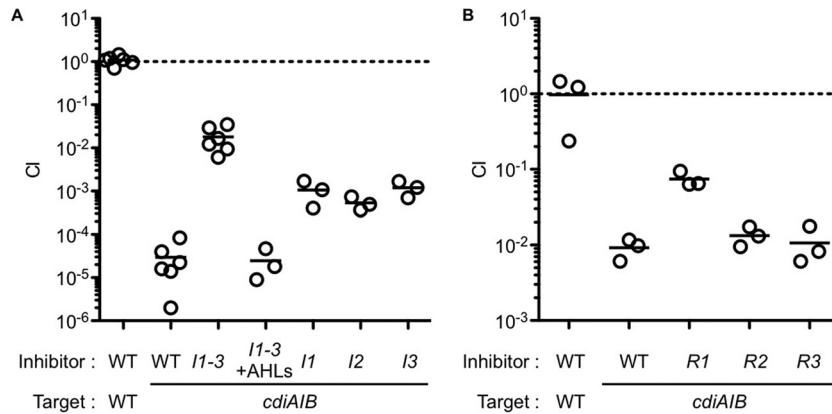 A
10¹
10⁰
10⁻¹
10⁻²
10⁻³
10⁻⁴
10⁻⁵
10⁻⁶
CI
Inhibitor : WT WT I1-3 I1-3 +AHLs I1 I2 I3
Target : WT cdiAIB
B
10¹
10⁰
10⁻¹
10⁻²
10⁻³
CI
Inhibitor : WT WT R1 R2 R3
Target : WT cdiAIB